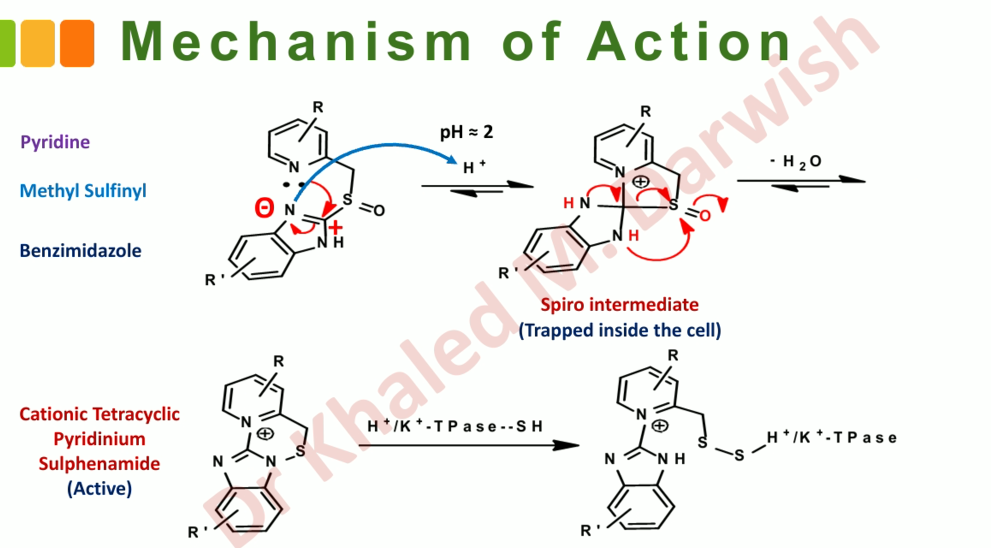 Mechanism of Action
Pyridine
Methyl Sulfinyl
Benzimidazole
R
N
N
Θ
S
=O
+
N H
R'
pH ≈ 2
H⁺
R
N
⊕
H N
S
=O
N H
R'
- H₂O
Spiro intermediate
(Trapped inside the cell)
Cationic Tetracyclic
Pyridinium
Sulphenamide
(Active)
R
N
⊕
S
N N
R'
H⁺/K⁺-TPase--SH
R
N
⊕
S
S
H⁺/K⁺-TPase
N N H
R'
Dr Khaled M. Darwish